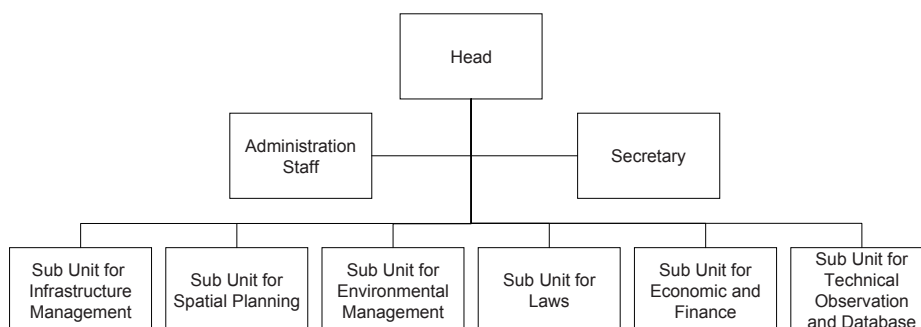 Head
Administration
Staff
Secretary
Sub Unit for
Infrastructure
Management
Sub Unit for
Spatial Planning
Sub Unit for
Environmental
Management
Sub Unit for
Laws
Sub Unit for
Economic and
Finance
Sub Unit for
Technical
Observation
and Database